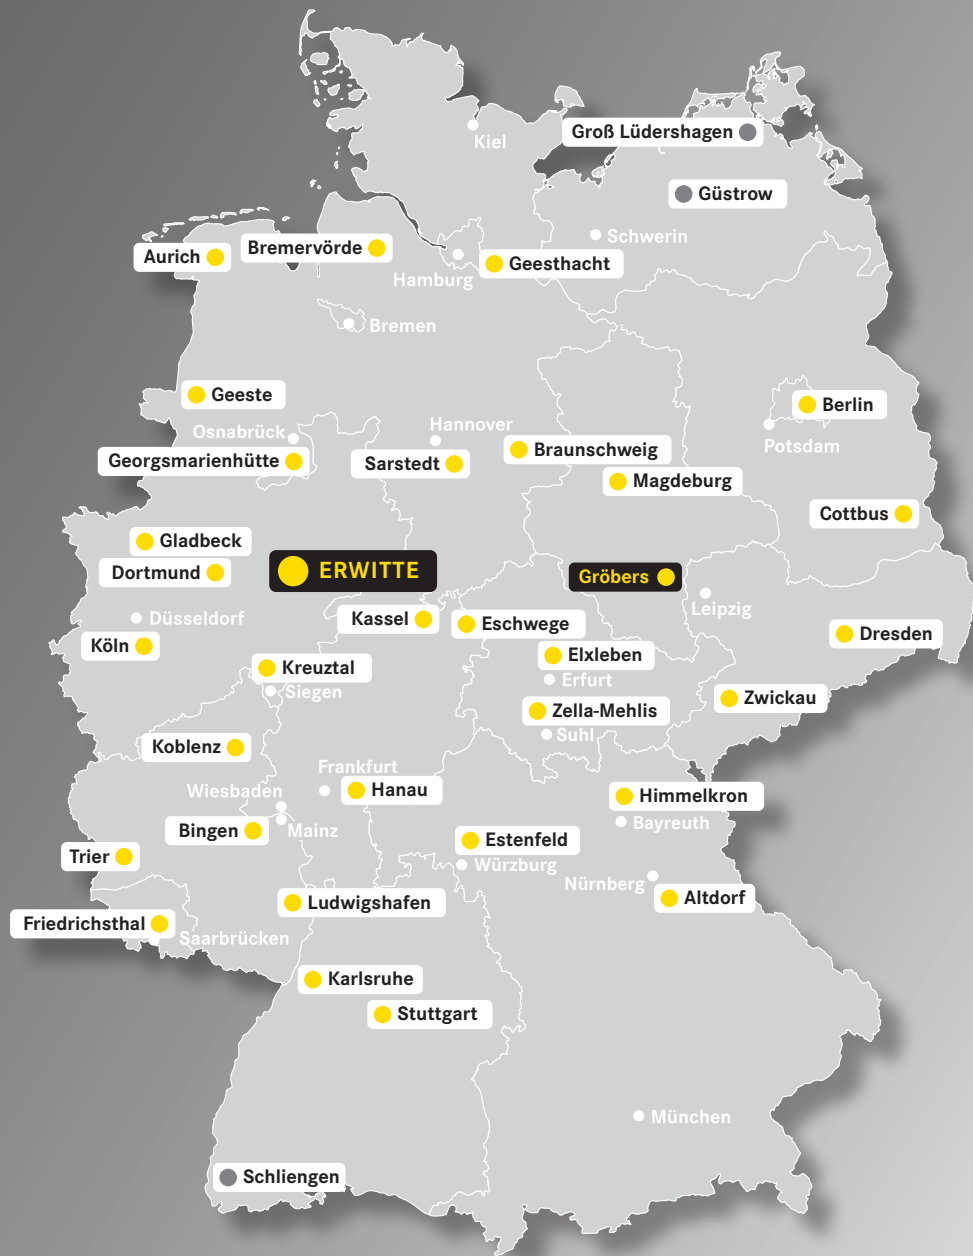 Groß Lüdershagen
Kiel
Güstrow
Schwerin
Bremervörde
Aurich
Geesthacht
Hamburg
Bremen
Geeste
Berlin
Hannover
Osnabrück
Potsdam
Braunschweig
Georgsmarienhütte
Sarstedt
Magdeburg
Cottbus
Gladbeck
Dortmund
ERWITTE
Gröbers
Leipzig
Düsseldorf
Kassel
Eschwege
Dresden
Köln
Elxleben
Kreuztal
Erfurt
Siegen
Zwickau
Zella-Mehlis
Suhl
Koblenz
Frankfurt
Wiesbaden
Hanau
Himmelkron
Bayreuth
Bingen
Mainz
Estenfeld
Trier
Würzburg
Nürnberg
Altdorf
Ludwigshafen
Friedrichsthal
Saarbrücken
Karlsruhe
Stuttgart
München
Schliengen